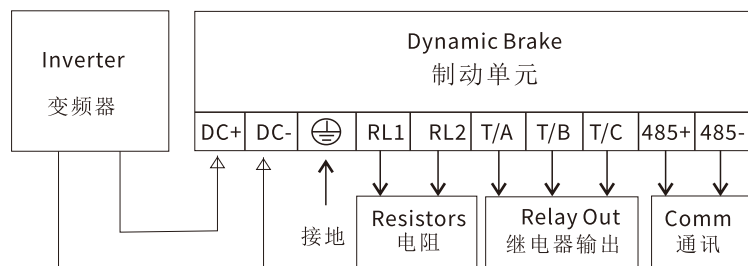 Inverter
变频器
Dynamic Brake
制动单元
DC+ DC- RL1 RL2 T/A T/B T/C 485+ 485-
接地
Resistors
电阻
Relay Out
继电器输出
Comm
通讯